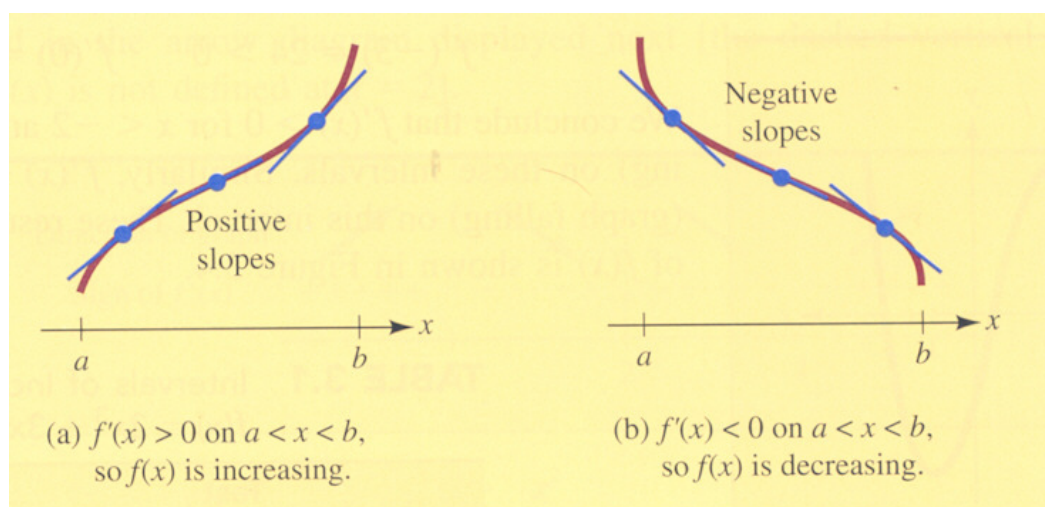 Positive
slopes
x
a
b
(a) f′(x) > 0 on a < x < b,
so f(x) is increasing.
Negative
slopes
x
a
b
(b) f′(x) < 0 on a < x < b,
so f(x) is decreasing.